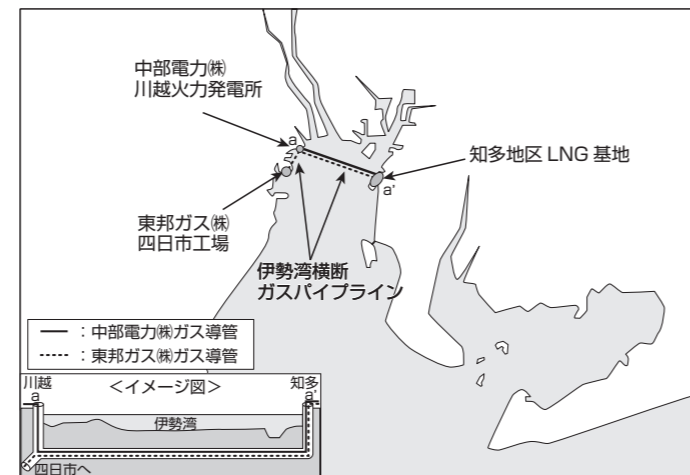 中部電力㈱
川越火力発電所
a
知多地区 LNG 基地
a'
東邦ガス㈱
四日市工場
伊勢湾横断
ガスパイプライン
── ：中部電力㈱ガス導管
┅┅ ：東邦ガス㈱ガス導管
川越 ＜イメージ図＞ 知多
a a'
伊勢湾
四日市へ